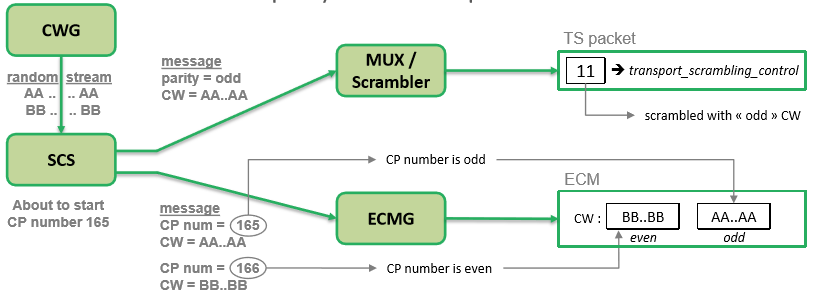 CWG
random stream
AA .. .. AA
BB .. .. BB
SCS
About to start
CP number 165
message
parity = odd
CW = AA..AA
MUX /
Scrambler
TS packet
11 ➔ transport_scrambling_control
scrambled with « odd » CW
CP number is odd
message
CP num = 165
CW = AA..AA
CP num = 166
CW = BB..BB
ECMG
CP number is even
ECM
CW : BB..BB AA..AA
even odd